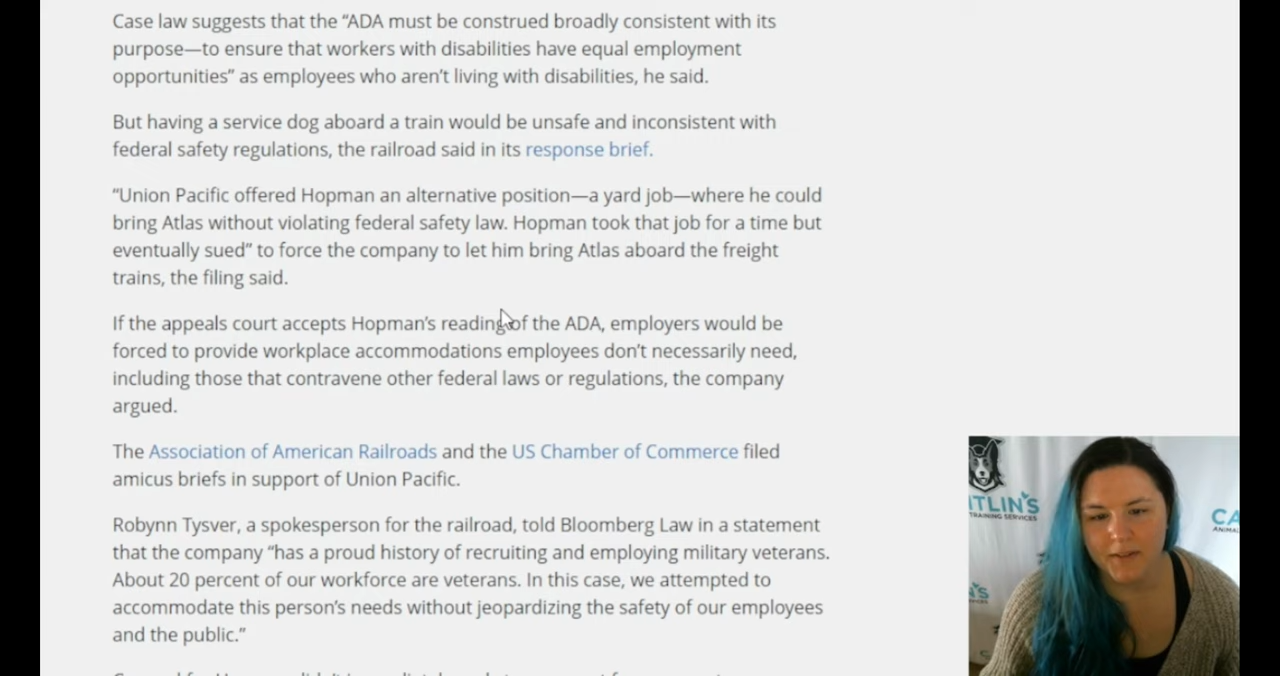 Case law suggests that the “ADA must be construed broadly consistent with its
purpose—to ensure that workers with disabilities have equal employment
opportunities” as employees who aren’t living with disabilities, he said.
But having a service dog aboard a train would be unsafe and inconsistent with
federal safety regulations, the railroad said in its response brief.
“Union Pacific offered Hopman an alternative position—a yard job—where he could
bring Atlas without violating federal safety law. Hopman took that job for a time but
eventually sued” to force the company to let him bring Atlas aboard the freight
trains, the filing said.
If the appeals court accepts Hopman’s reading of the ADA, employers would be
forced to provide workplace accommodations employees don’t necessarily need,
including those that contravene other federal laws or regulations, the company
argued.
The Association of American Railroads and the US Chamber of Commerce filed
amicus briefs in support of Union Pacific.
Robynn Tysver, a spokesperson for the railroad, told Bloomberg Law in a statement
that the company “has a proud history of recruiting and employing military veterans.
About 20 percent of our workforce are veterans. In this case, we attempted to
accommodate this person’s needs without jeopardizing the safety of our employees
and the public.”
ITLIN'S
TRAINING SERVICES
CA
ANIMAL
N'S
SERVICES